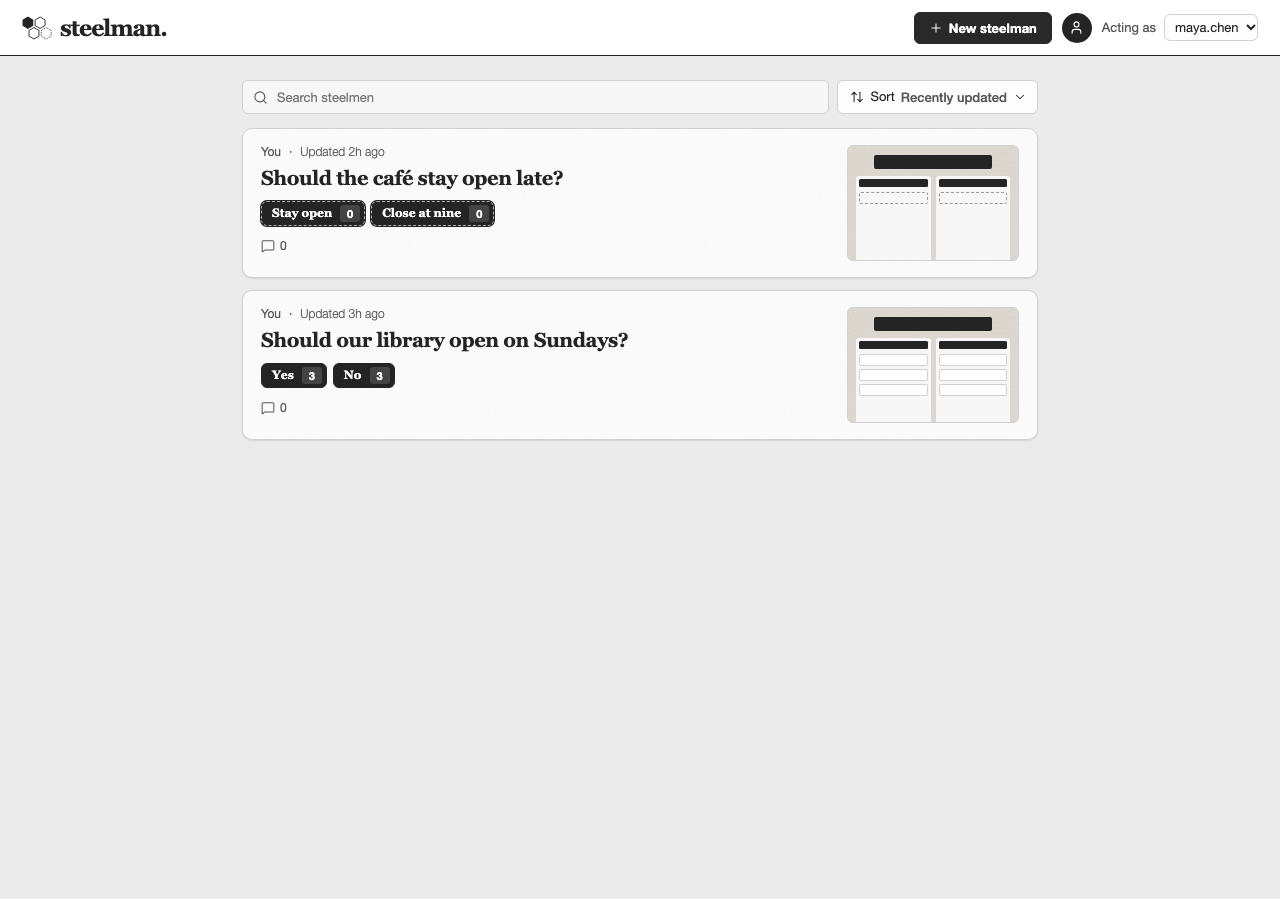 steelman.
New steelman
Acting as
maya.chen
Search steelmen
Sort Recently updated
You · Updated 2h ago
Should the café stay open late?
Stay open 0
Close at nine 0
0
You · Updated 3h ago
Should our library open on Sundays?
Yes 3
No 3
0